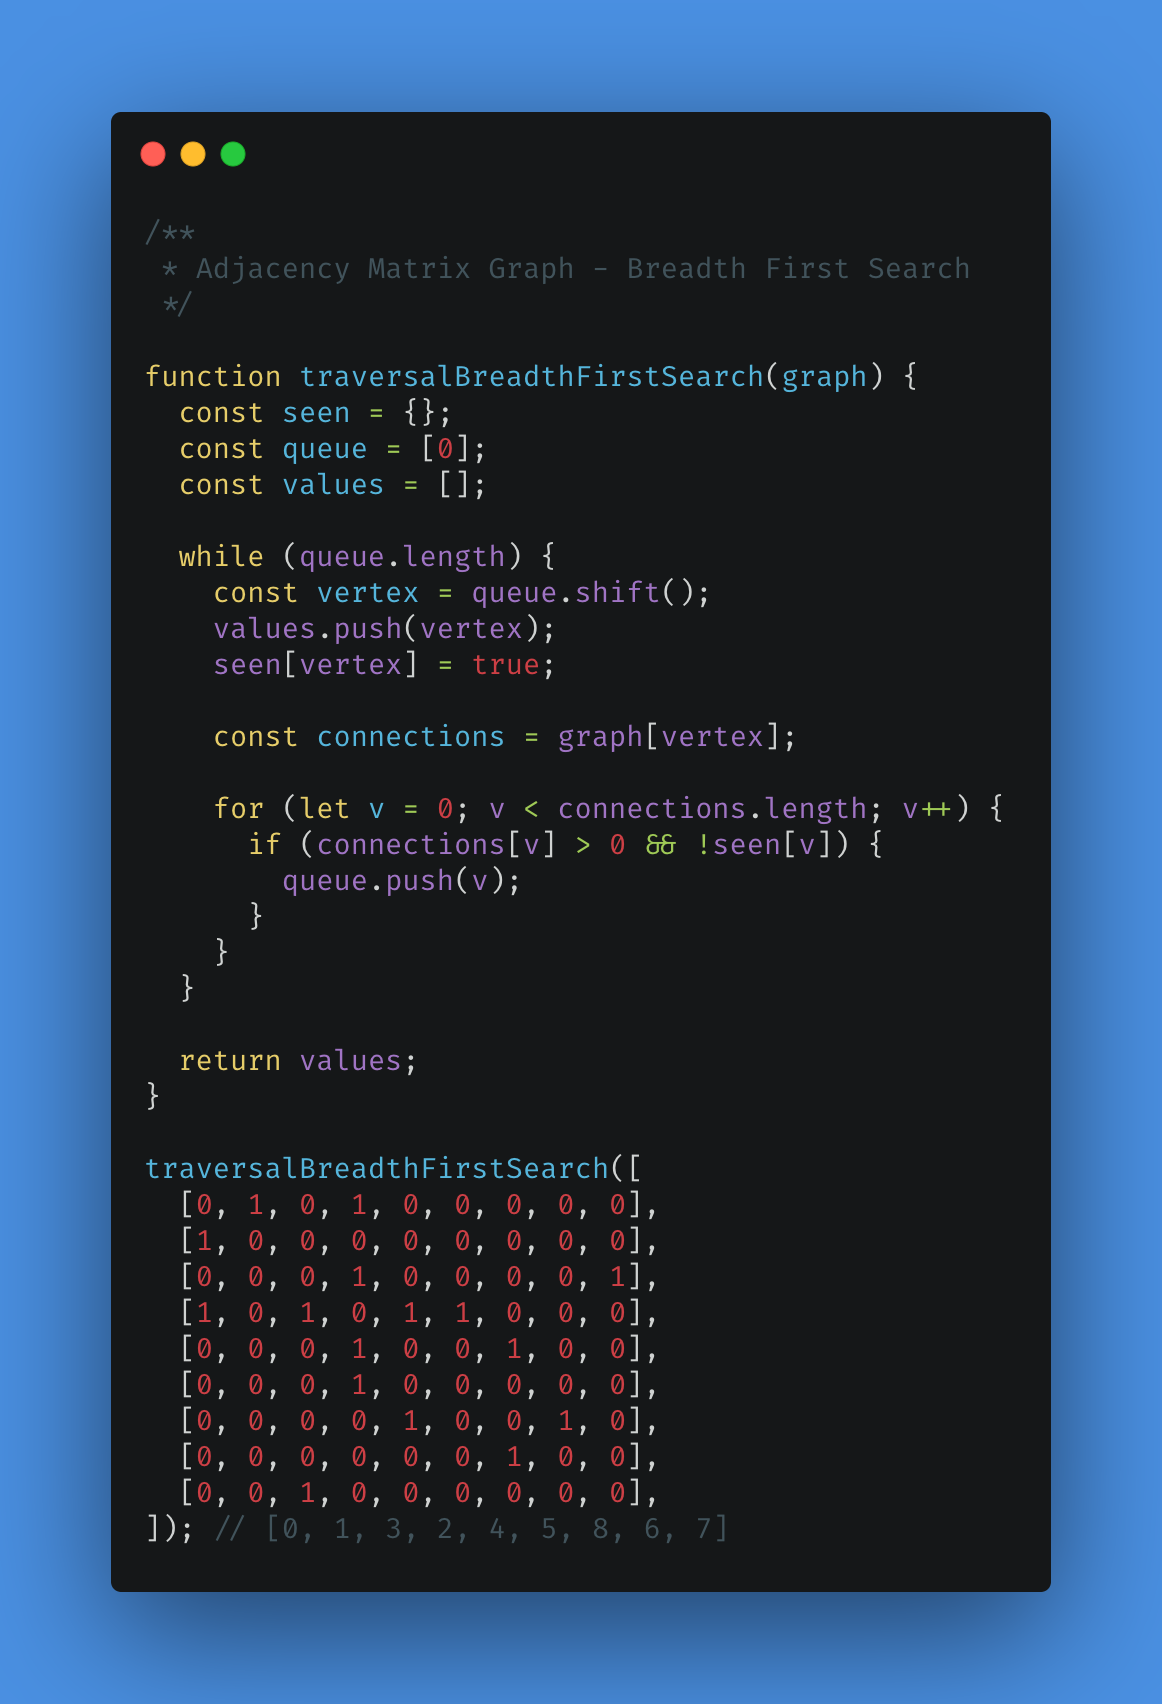 /**
 * Adjacency Matrix Graph - Breadth First Search
 */
function traversalBreadthFirstSearch(graph) {
  const seen = {};
  const queue = [0];
  const values = [];
  while (queue.length) {
    const vertex = queue.shift();
    values.push(vertex);
    seen[vertex] = true;
    const connections = graph[vertex];
    for (let v = 0; v < connections.length; v++) {
      if (connections[v] > 0 && !seen[v]) {
        queue.push(v);
      }
    }
  }
  return values;
}
traversalBreadthFirstSearch([
  [0, 1, 0, 1, 0, 0, 0, 0, 0],
  [1, 0, 0, 0, 0, 0, 0, 0, 0],
  [0, 0, 0, 1, 0, 0, 0, 0, 1],
  [1, 0, 1, 0, 1, 1, 0, 0, 0],
  [0, 0, 0, 1, 0, 0, 1, 0, 0],
  [0, 0, 0, 1, 0, 0, 0, 0, 0],
  [0, 0, 0, 0, 1, 0, 0, 1, 0],
  [0, 0, 0, 0, 0, 0, 1, 0, 0],
  [0, 0, 1, 0, 0, 0, 0, 0, 0],
]); // [0, 1, 3, 2, 4, 5, 8, 6, 7]